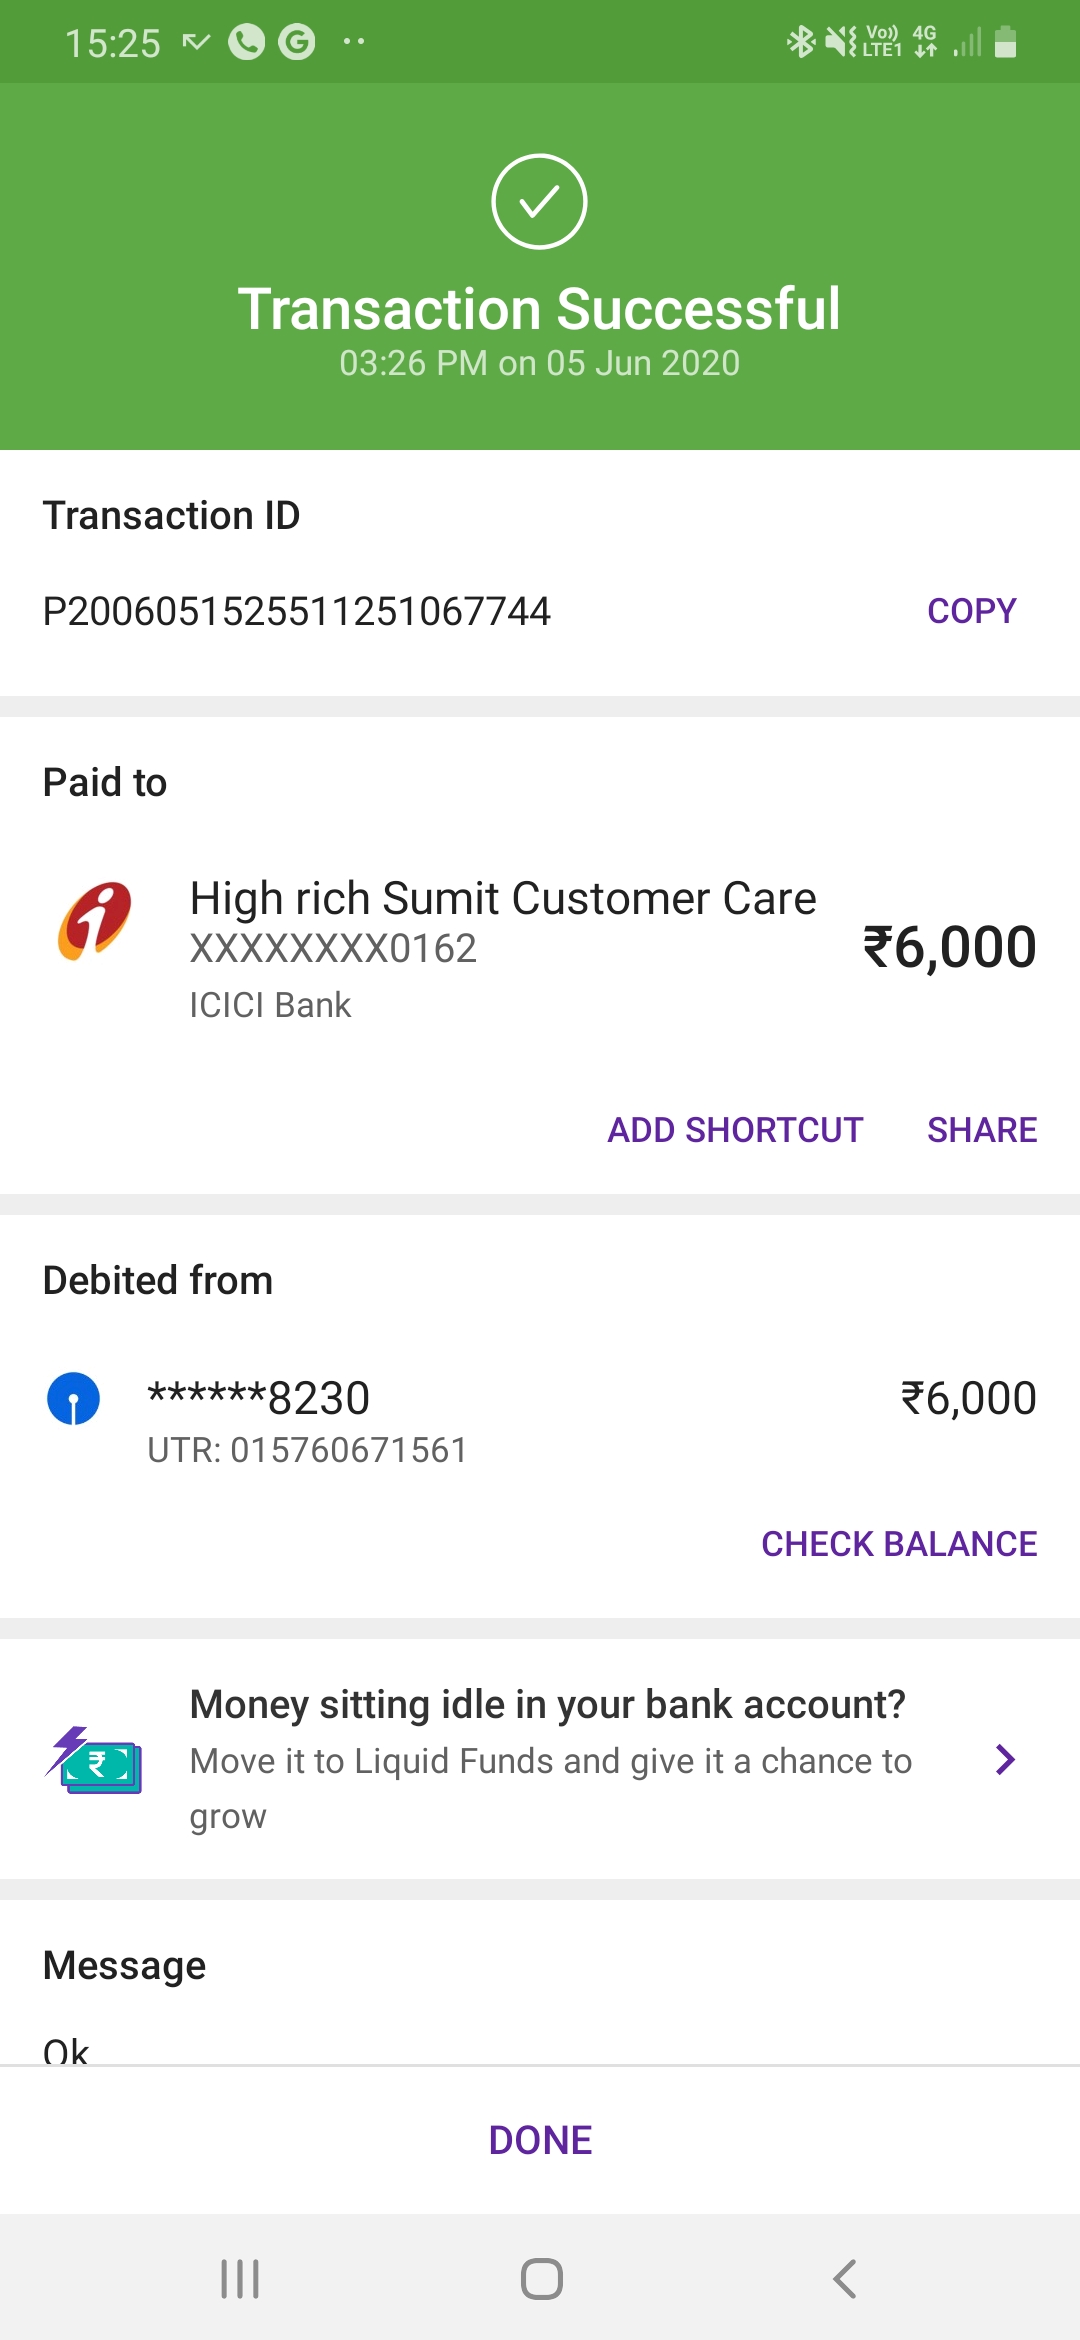 15:25
Vo)) 4G
LTE1
Transaction Successful
03:26 PM on 05 Jun 2020
Transaction ID
P2006051525511251067744
COPY
Paid to
High rich Sumit Customer Care
XXXXXXXX0162
₹6,000
ICICI Bank
ADD SHORTCUT
SHARE
Debited from
******8230
₹6,000
UTR: 015760671561
CHECK BALANCE
Money sitting idle in your bank account?
Move it to Liquid Funds and give it a chance to
grow
Message
Ok
DONE